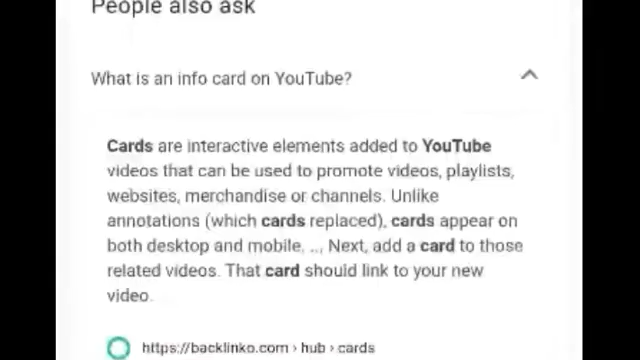 People also ask
What is an info card on YouTube?
Cards are interactive elements added to YouTube
videos that can be used to promote videos, playlists,
websites, merchandise or channels. Unlike
annotations (which cards replaced), cards appear on
both desktop and mobile. ..., Next, add a card to those
related videos. That card should link to your new
video.
https://backlinko.com › hub › cards